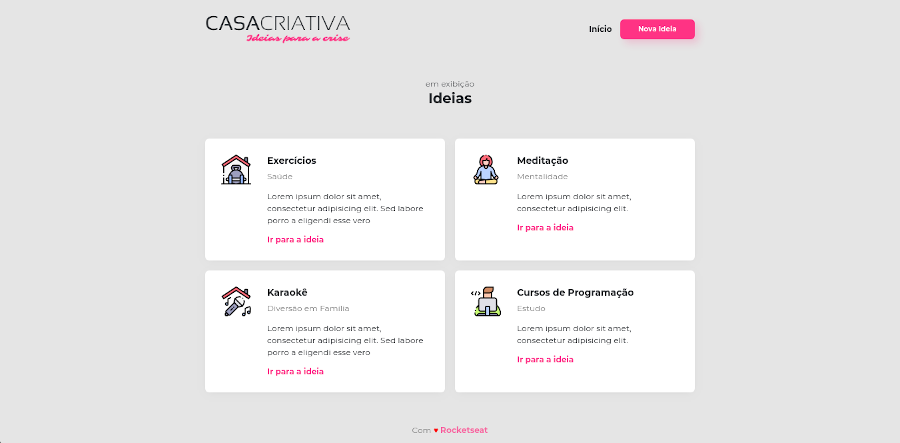 CASACRIATIVA
Ideias para a crise
Início
Nova Ideia
em exibição
Ideias
Exercícios
Saúde
Lorem ipsum dolor sit amet,
consectetur adipisicing elit. Sed labore
porro a eligendi esse vero
Ir para a ideia
Meditação
Mentalidade
Lorem ipsum dolor sit amet,
consectetur adipisicing elit.
Ir para a ideia
Karaokê
Diversão em Família
Lorem ipsum dolor sit amet,
consectetur adipisicing elit. Sed labore
porro a eligendi esse vero
Ir para a ideia
Cursos de Programação
Estudo
Lorem ipsum dolor sit amet,
consectetur adipisicing elit.
Ir para a ideia
Com ♥ Rocketseat